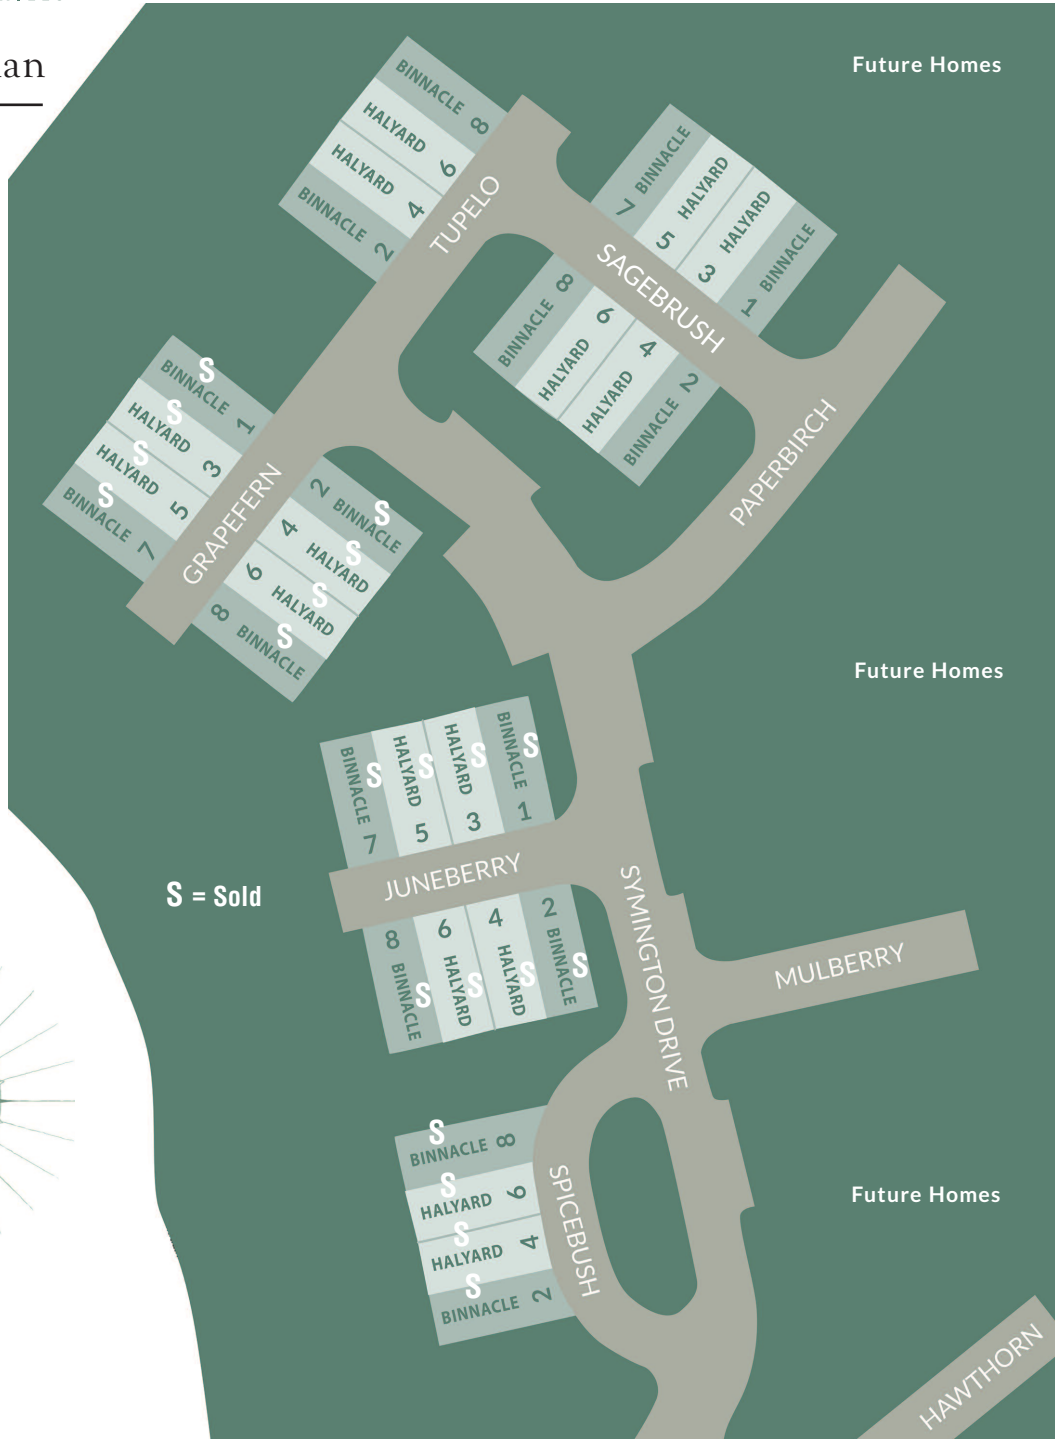 an
Future Homes
BINNACLE 8
HALYARD 6
HALYARD 4
BINNACLE 2
TUPELO
7 BINNACLE
5 HALYARD
3 HALYARD
1 BINNACLE
SAGEBRUSH
BINNACLE 8
HALYARD 6
HALYARD 4
BINNACLE 2
PAPERBIRCH
S
BINNACLE 1
S
HALYARD 3
S
HALYARD 5
S
BINNACLE 7
GRAPEFERN
2 BINNACLE
S
4 HALYARD
S
6 HALYARD
S
8 BINNACLE
S
Future Homes
BINNACLE 7
S
HALYARD 5
S
HALYARD 3
S
BINNACLE 1
S
JUNEBERRY
S = Sold
8 BINNACLE
S
6 HALYARD
S
4 HALYARD
S
2 BINNACLE
S
SYMINGTON DRIVE
MULBERRY
S
BINNACLE 8
S
HALYARD 6
S
HALYARD 4
S
BINNACLE 2
SPICEBUSH
Future Homes
HAWTHORN